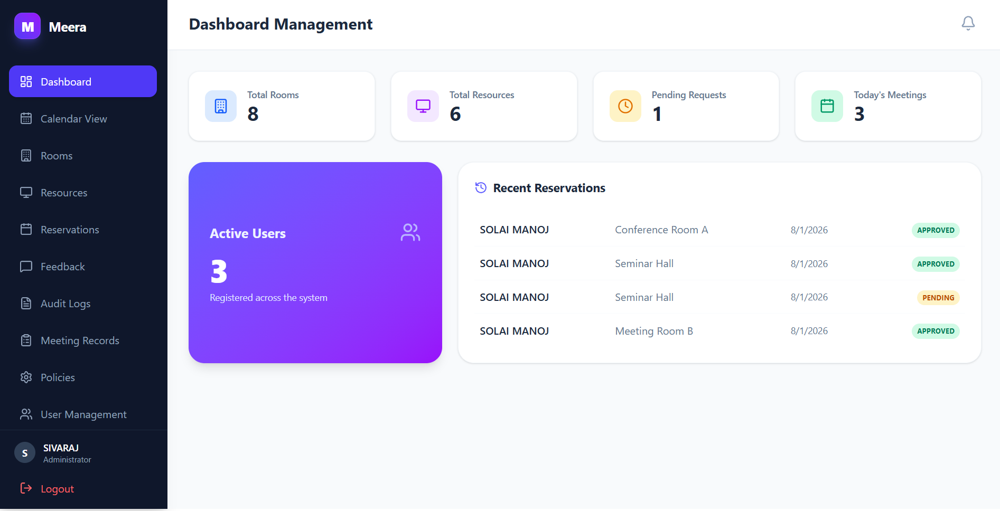 M Meera
Dashboard
Calendar View
Rooms
Resources
Reservations
Feedback
Audit Logs
Meeting Records
Policies
User Management
S
SIVARAJ
Administrator
Logout
Dashboard Management
Total Rooms
8
Total Resources
6
Pending Requests
1
Today's Meetings
3
Active Users
3
Registered across the system
Recent Reservations
SOLAI MANOJ Conference Room A 8/1/2026 APPROVED
SOLAI MANOJ Seminar Hall 8/1/2026 APPROVED
SOLAI MANOJ Seminar Hall 8/1/2026 PENDING
SOLAI MANOJ Meeting Room B 8/1/2026 APPROVED